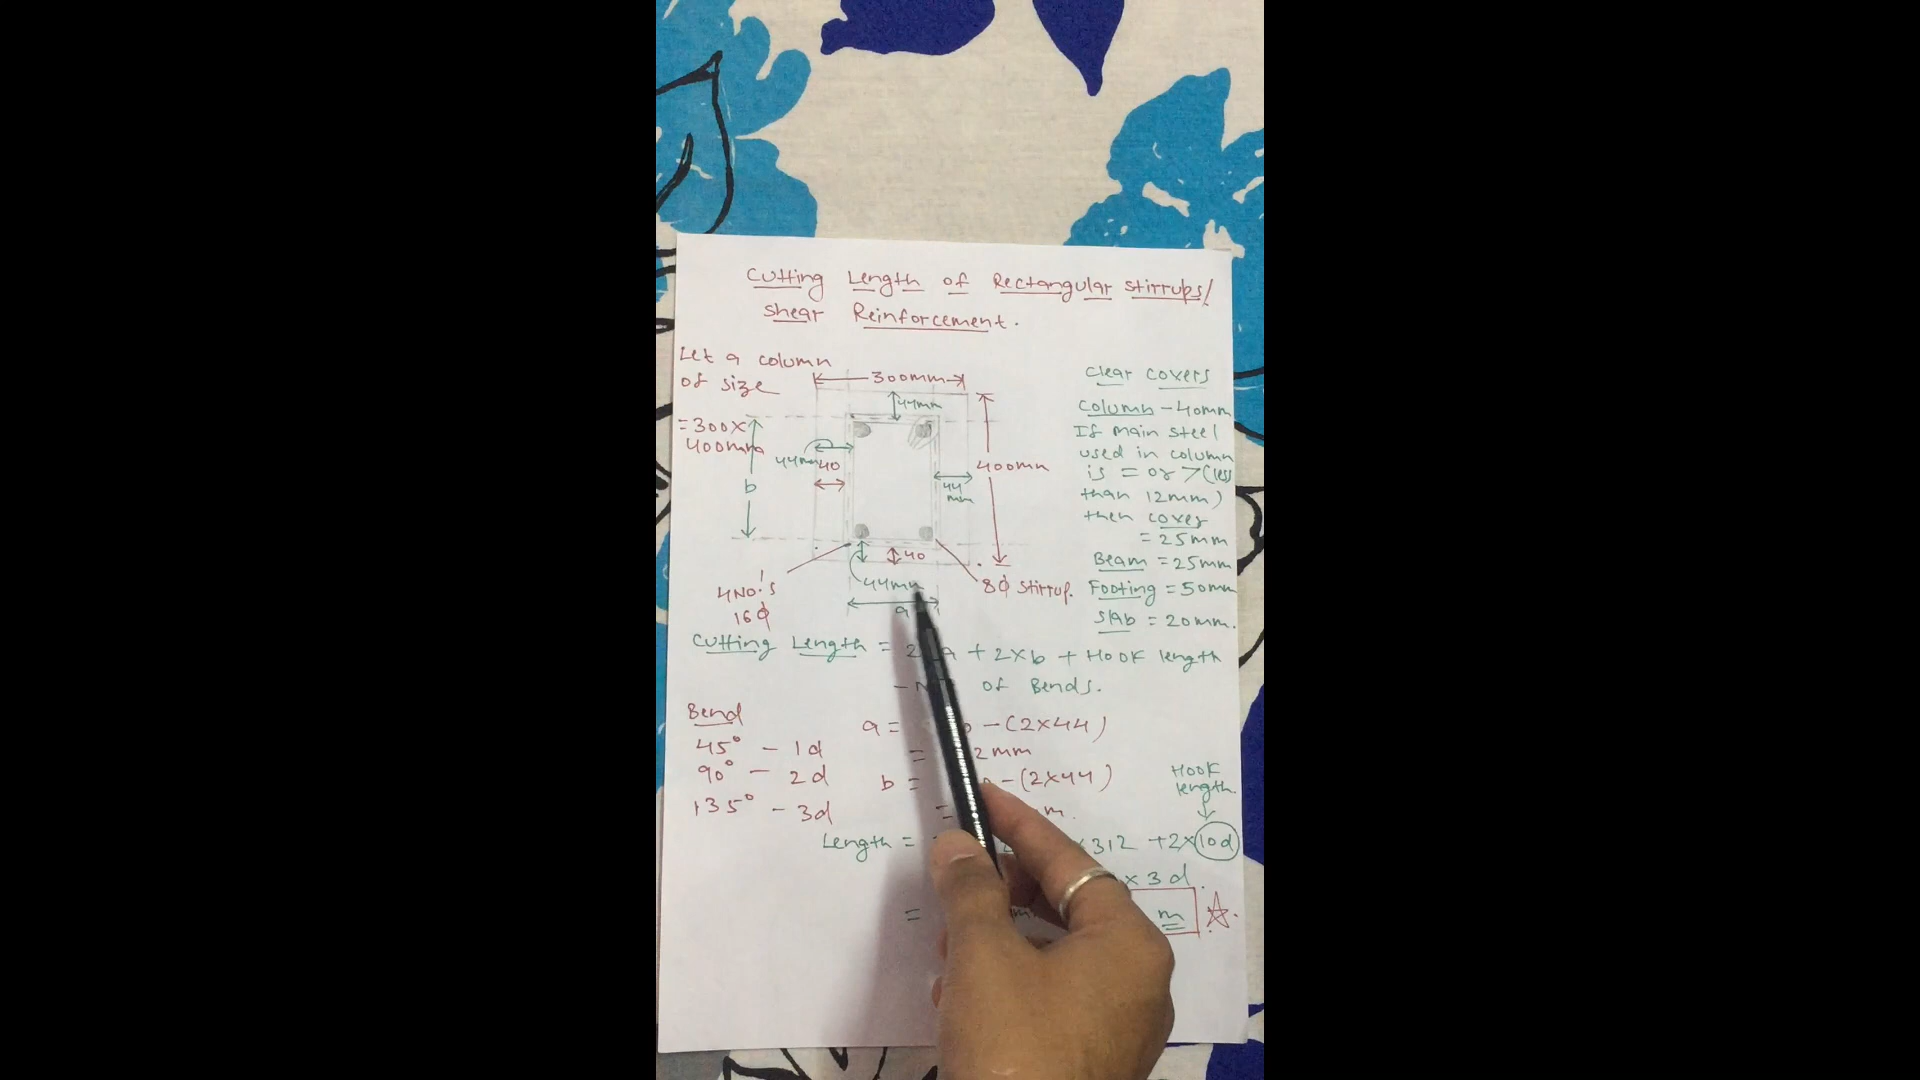 Cutting Length of Rectangular stirrups/
Shear Reinforcement.
Let a column
of size
= 300x
400mm
300mm
44mm
44mm
40
b
400mm
44
mm
40
44mm
a
4No!s
16ϕ
8ϕ Stirrup.
Clear covers
Column - 40mm
If main steel
used in column
is = or > (less
than 12mm)
then cover
= 25mm
Beam = 25mm
Footing = 50mm
Slab = 20mm.
Cutting Length = 2 a + 2xb + Hook length
- of Bends.
Bend
45° - 1d
90° - 2d
135° - 3d
a = - (2x44)
= 2mm
b = - (2x44)
= m.
Hook
length
Length = x312 + 2x10d
x 3d.
= m